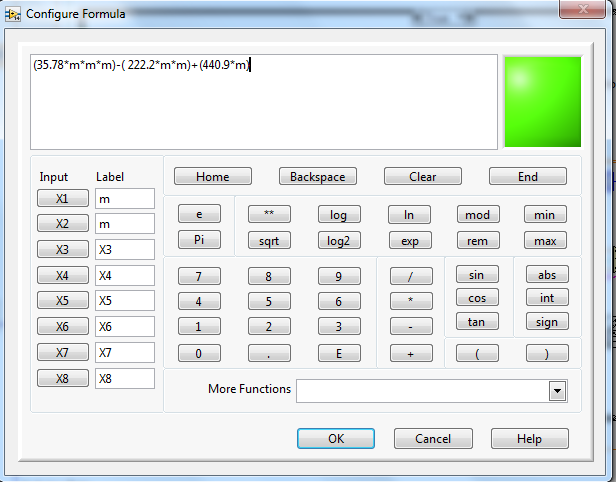 Configure Formula
(35.78*m*m*m)-( 222.2*m*m)+(440.9*m)
Input Label
Home Backspace Clear End
X1 m
X2 m
X3 X3
X4 X4
X5 X5
X6 X6
X7 X7
X8 X8
e ** log ln mod min
Pi sqrt log2 exp rem max
7 8 9 / sin abs
4 5 6 * cos int
1 2 3 - tan sign
0 . E + ( )
More Functions
OK Cancel Help